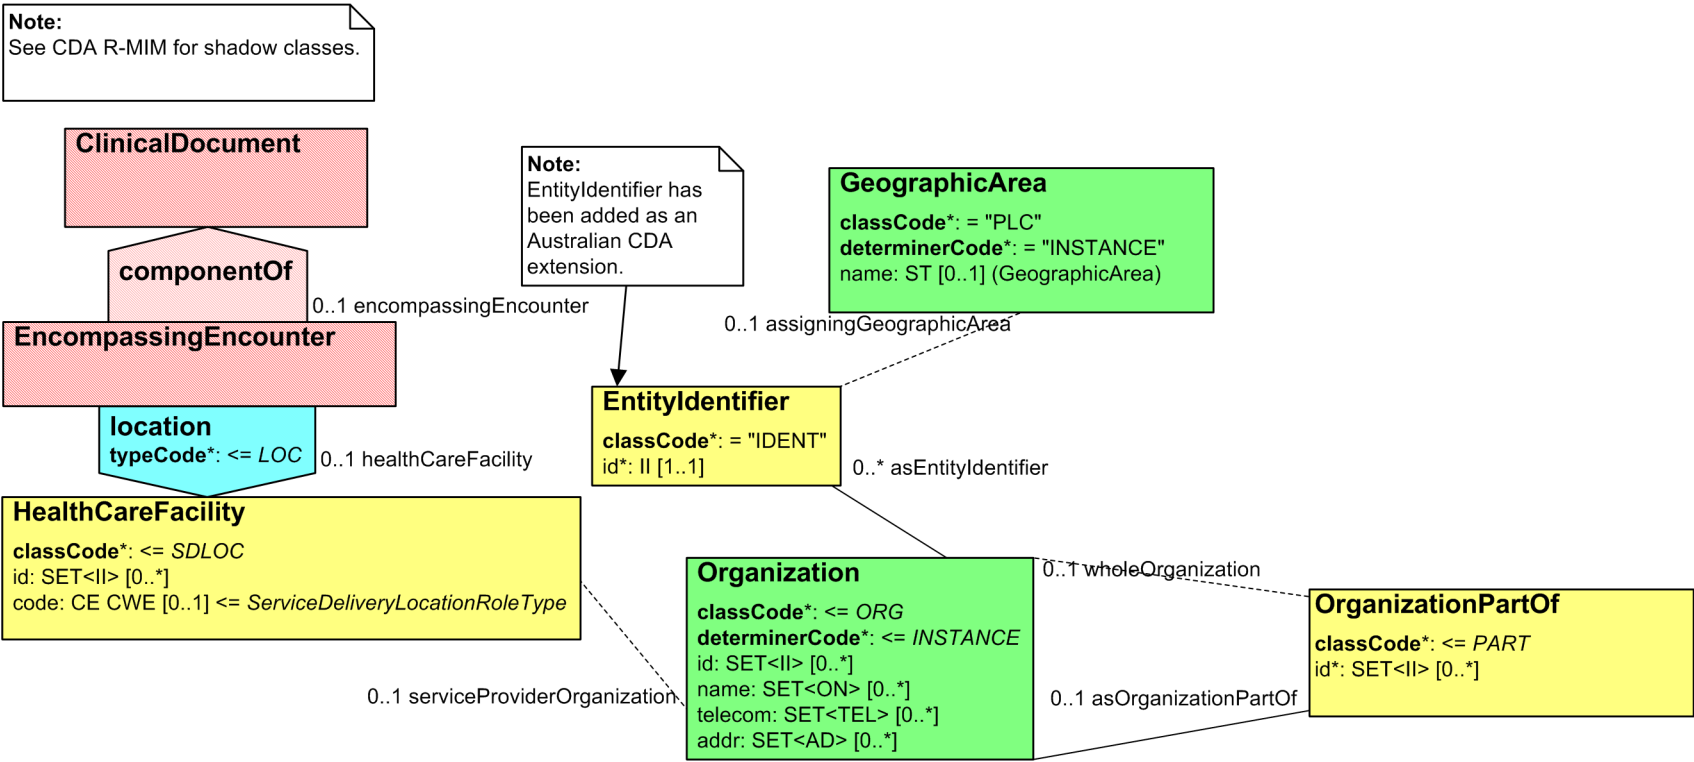 Note:
See CDA R-MIM for shadow classes.
ClinicalDocument
componentOf
0..1 encompassingEncounter
EncompassingEncounter
location
typeCode*: <= LOC
0..1 healthCareFacility
HealthCareFacility
classCode*: <= SDLOC
id: SET<II> [0..*]
code: CE CWE [0..1] <= ServiceDeliveryLocationRoleType
0..1 serviceProviderOrganization
Note:
EntityIdentifier has
been added as an
Australian CDA
extension.
GeographicArea
classCode*: = "PLC"
determinerCode*: = "INSTANCE"
name: ST [0..1] (GeographicArea)
0..1 assigningGeographicArea
EntityIdentifier
classCode*: = "IDENT"
id*: II [1..1]
0..* asEntityIdentifier
Organization
classCode*: <= ORG
determinerCode*: <= INSTANCE
id: SET<II> [0..*]
name: SET<ON> [0..*]
telecom: SET<TEL> [0..*]
addr: SET<AD> [0..*]
0..1 wholeOrganization
OrganizationPartOf
classCode*: <= PART
id*: SET<II> [0..*]
0..1 asOrganizationPartOf